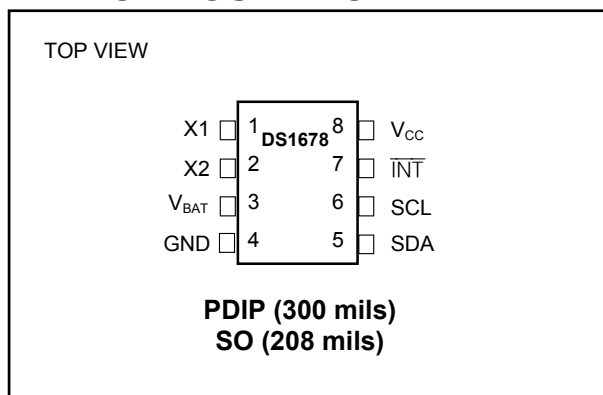 TOP VIEW
X1 1 DS1678 8 VCC
X2 2 7 INT
VBAT 3 6 SCL
GND 4 5 SDA
PDIP (300 mils)
SO (208 mils)